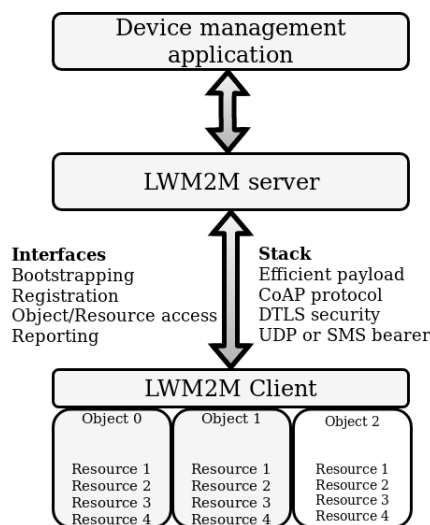 Device management
application
LWM2M server
Interfaces
Bootstrapping
Registration
Object/Resource access
Reporting
Stack
Efficient payload
CoAP protocol
DTLS security
UDP or SMS bearer
LWM2M Client
Object 0
Resource 1
Resource 2
Resource 3
Resource 4
Object 1
Resource 1
Resource 2
Resource 3
Resource 4
Object 2
Resource 1
Resource 2
Resource 3
Resource 4